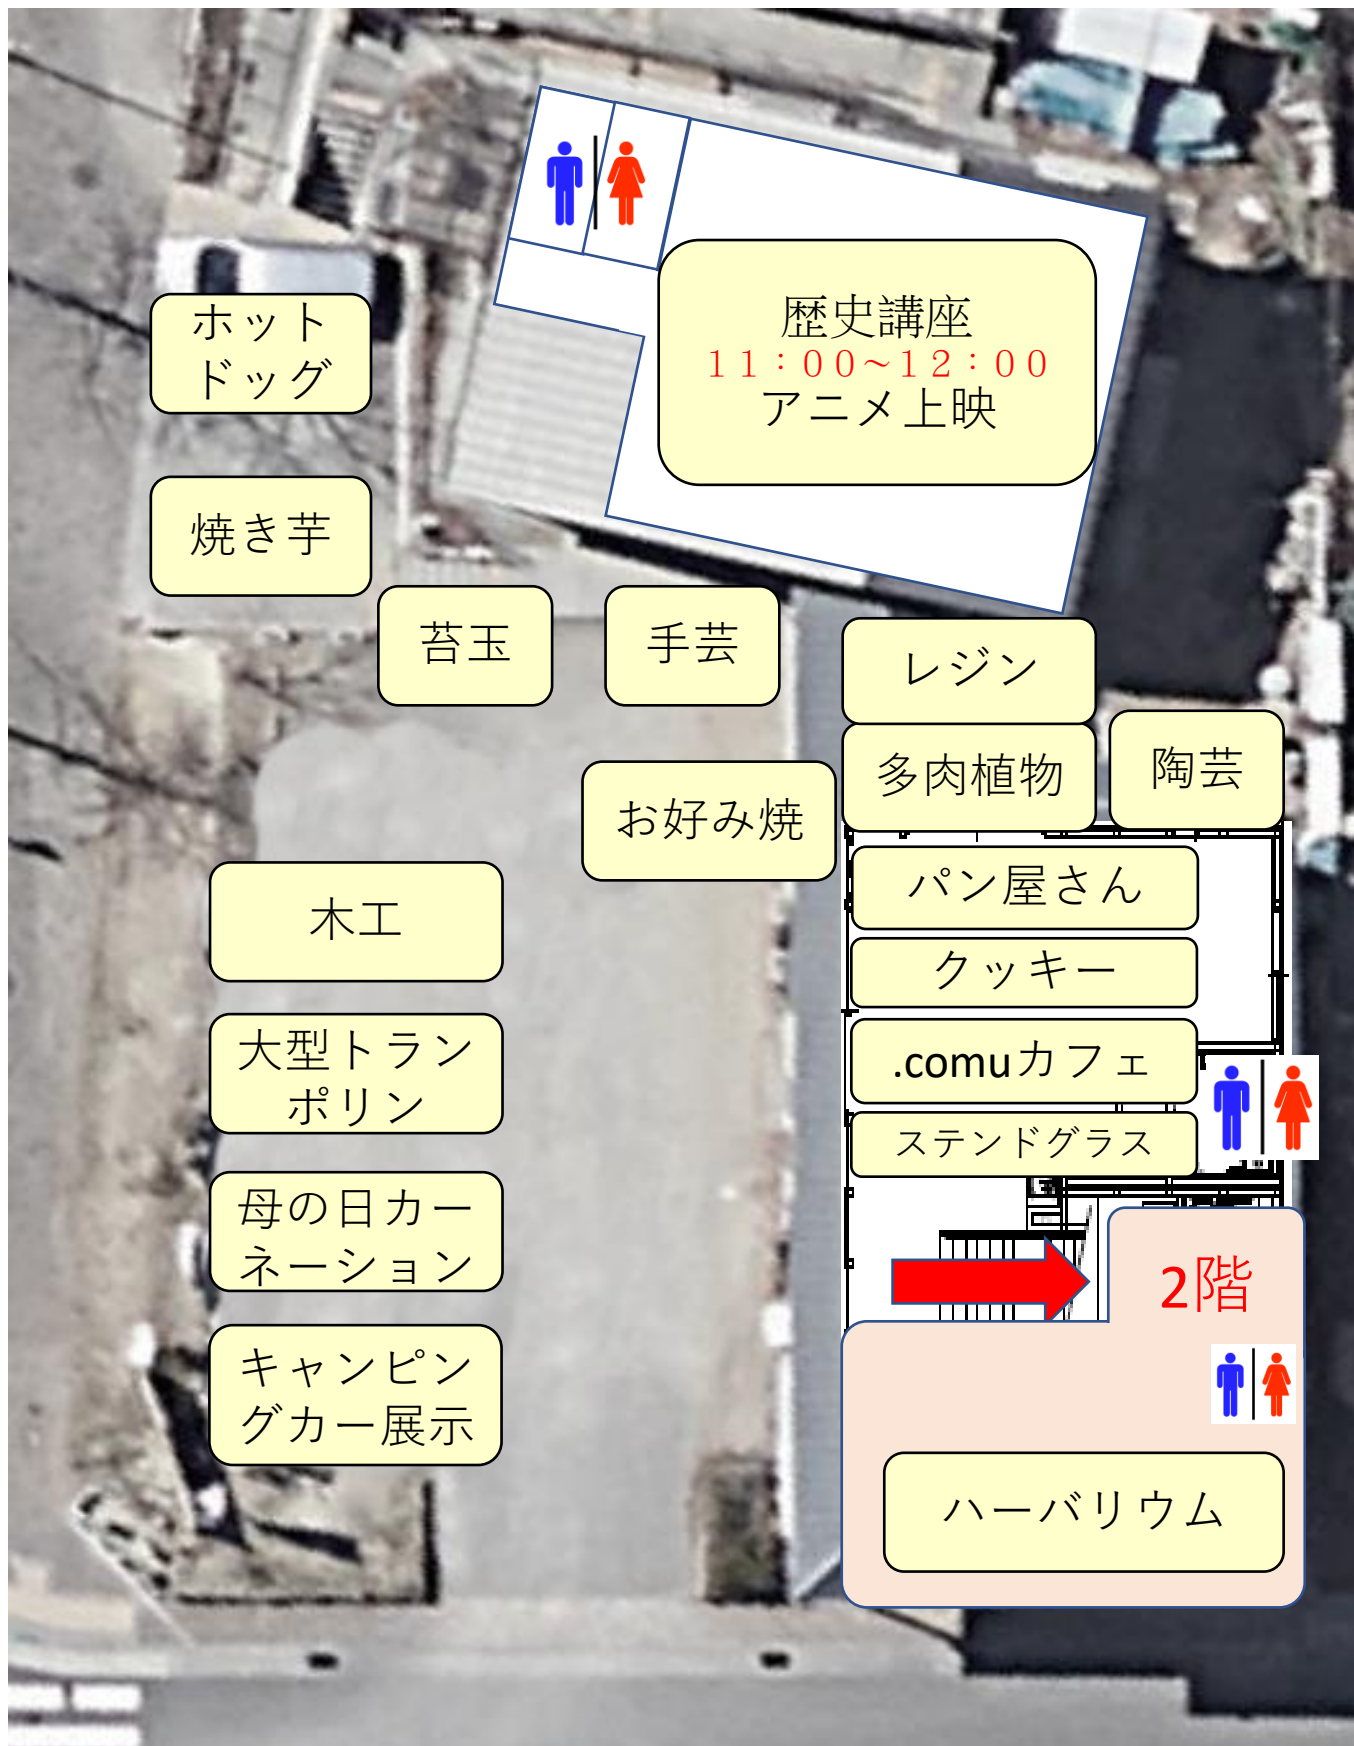 歴史講座
１１：００～１２：００
アニメ上映
ホット
ドッグ
焼き芋
苔玉
手芸
レジン
多肉植物
陶芸
お好み焼
パン屋さん
クッキー
.comuカフェ
ステンドグラス
木工
大型トラン
ポリン
母の日カー
ネーション
キャンピン
グカー展示
2階
ハーバリウム